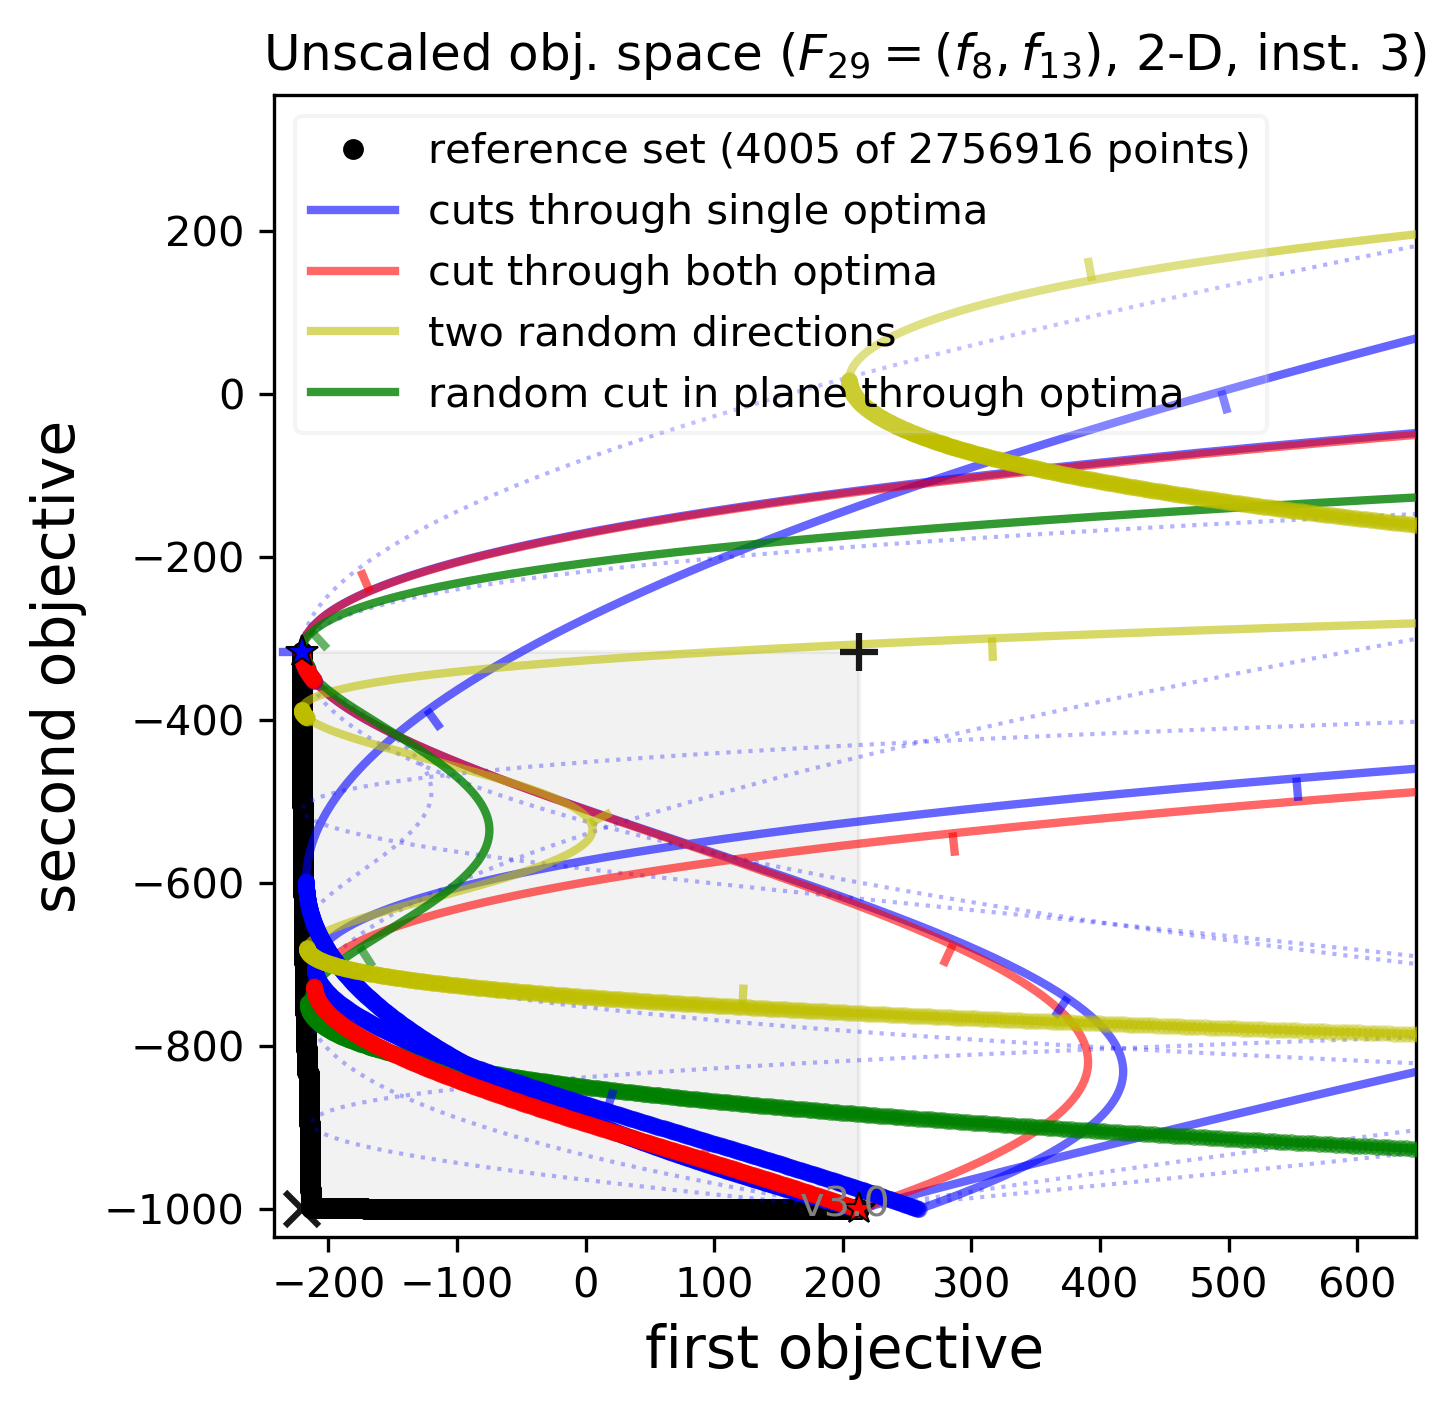 Unscaled obj. space (F₂₉ = (f₈, f₁₃), 2-D, inst. 3)
reference set (4005 of 2756916 points)
cuts through single optima
cut through both optima
two random directions
random cut in plane through optima
second objective
200
0
−200
−400
−600
−800
−1000
v3.0
−200 −100 0 100 200 300 400 500 600
first objective